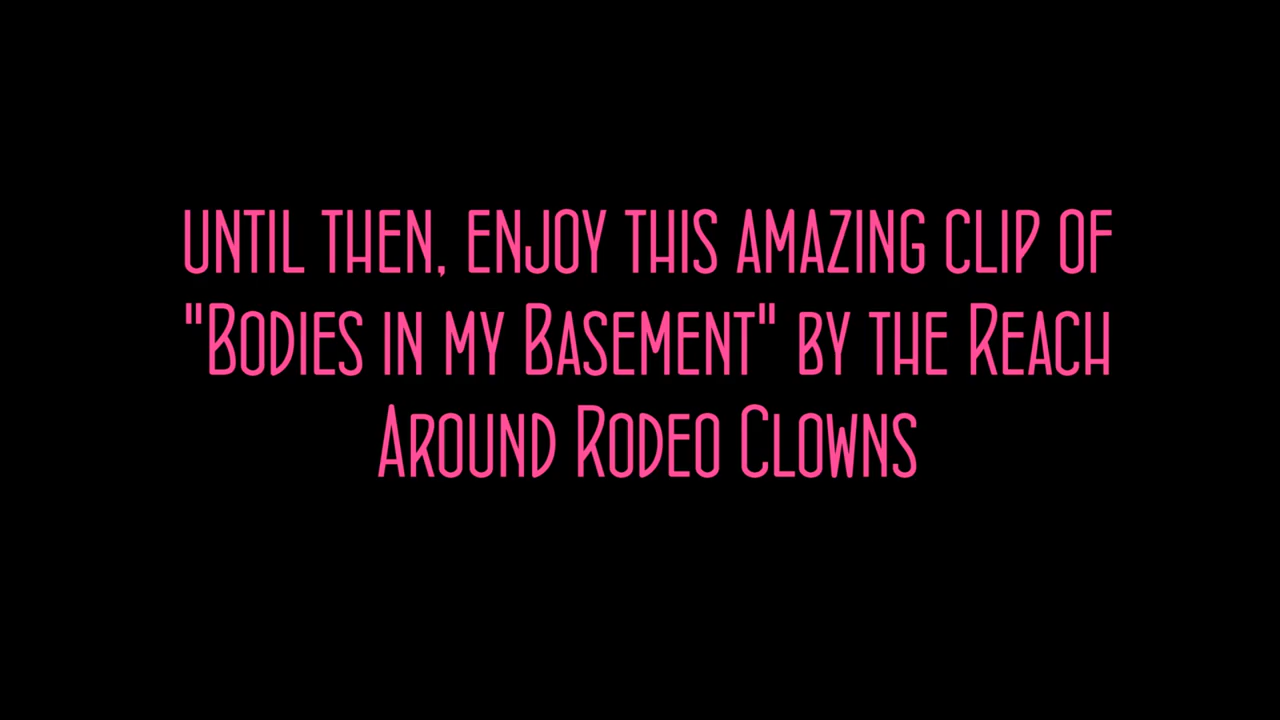 UNTIL THEN, ENJOY THIS AMAZING CLIP OF
"BODIES IN MY BASEMENT" BY THE REACH
AROUND RODEO CLOWNS